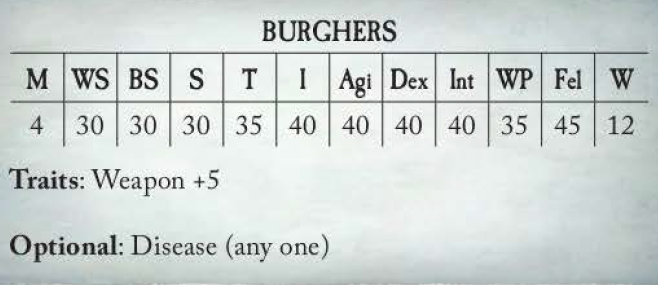 BURGHERS
M WS BS S T I Agi Dex Int WP Fel W
4 30 30 30 35 40 40 40 40 35 45 12
Traits: Weapon +5
Optional: Disease (any one)